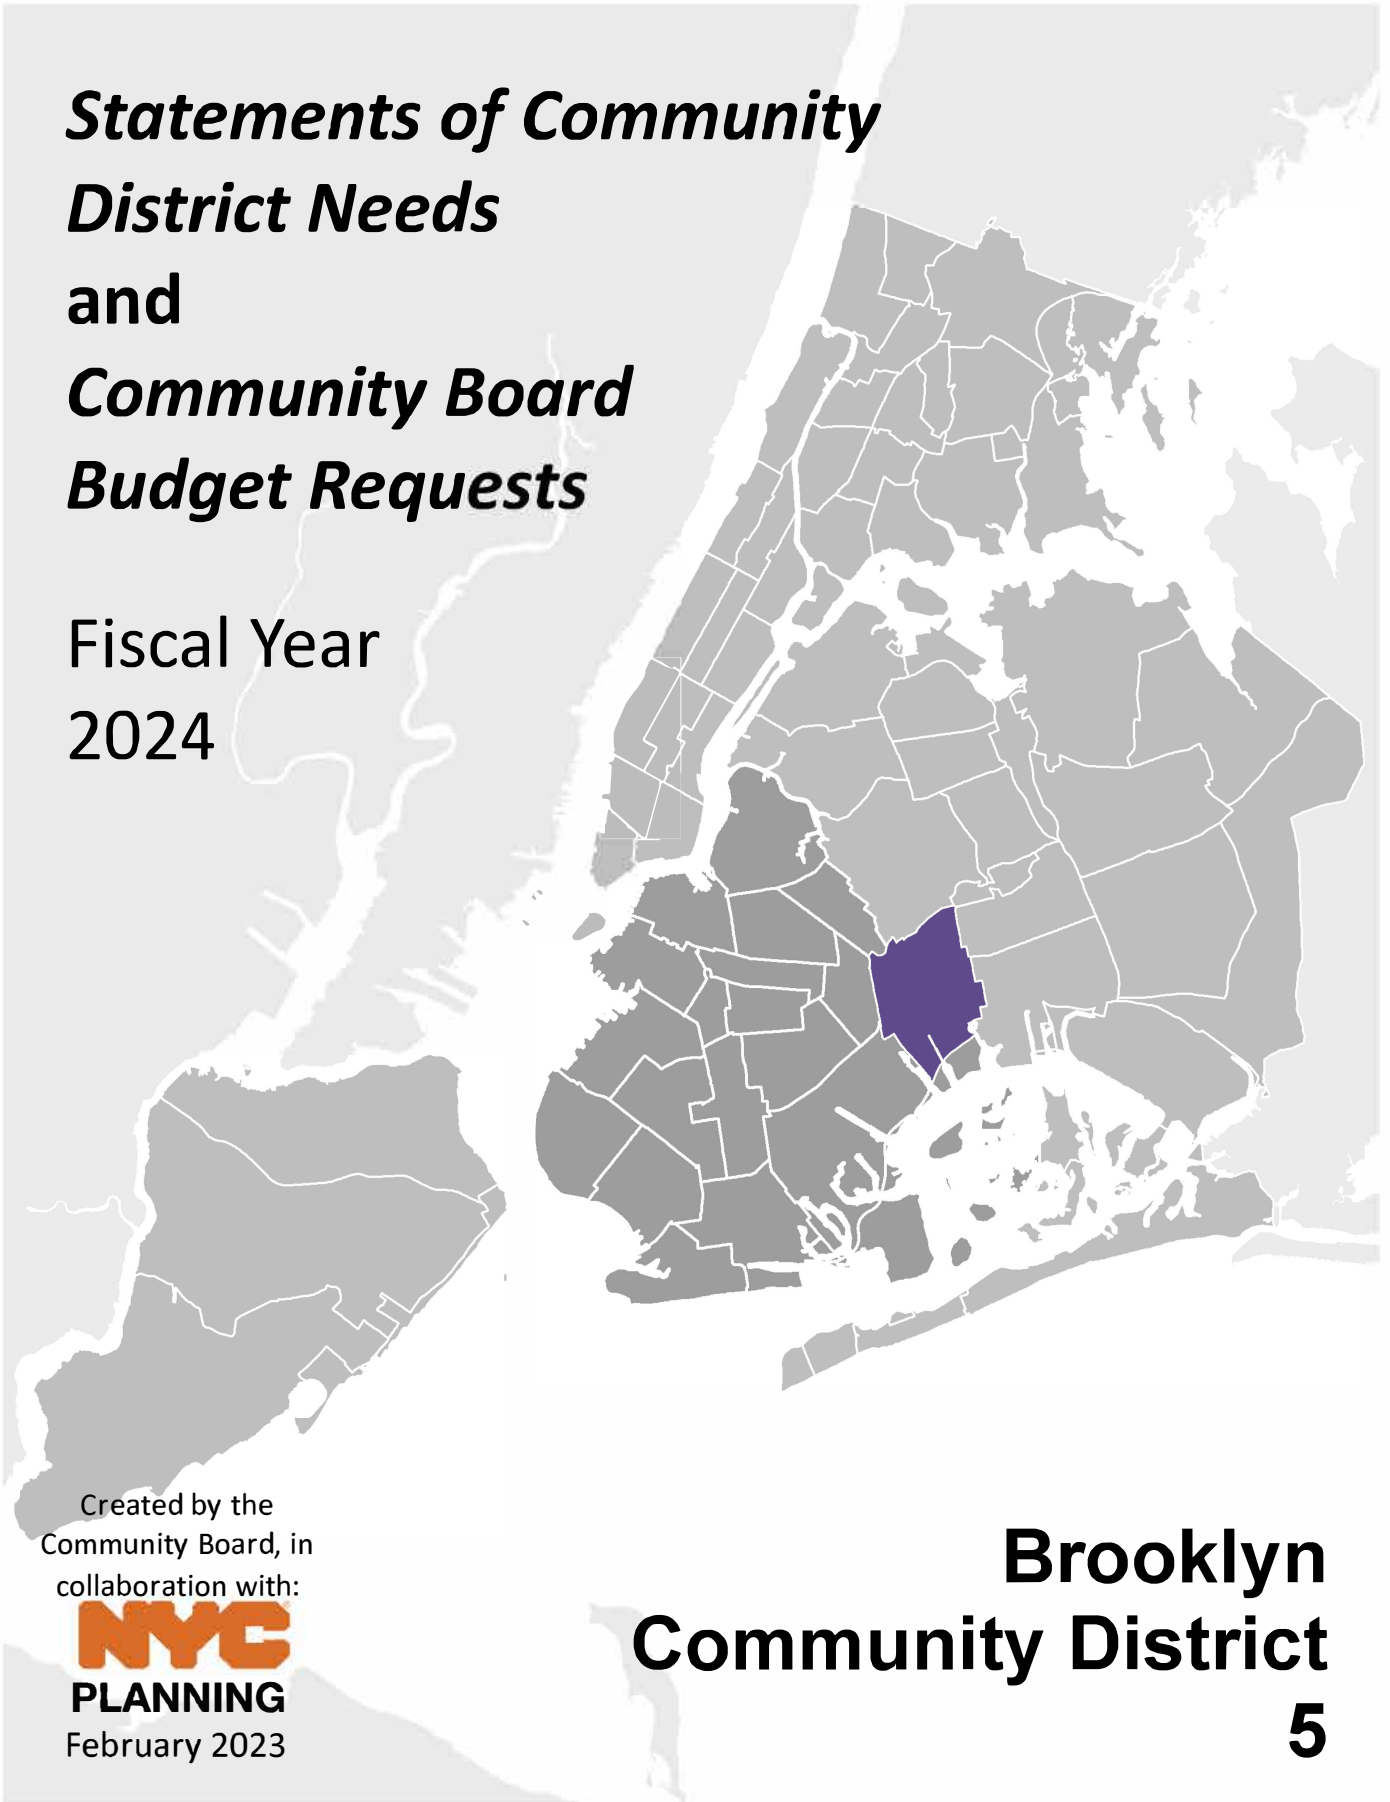 Statements of Community
District Needs
and
Community Board
Budget Requests
Fiscal Year
2024
Created by the
Community Board, in
collaboration with:
NYC
PLANNING
February 2023
Brooklyn
Community District
5